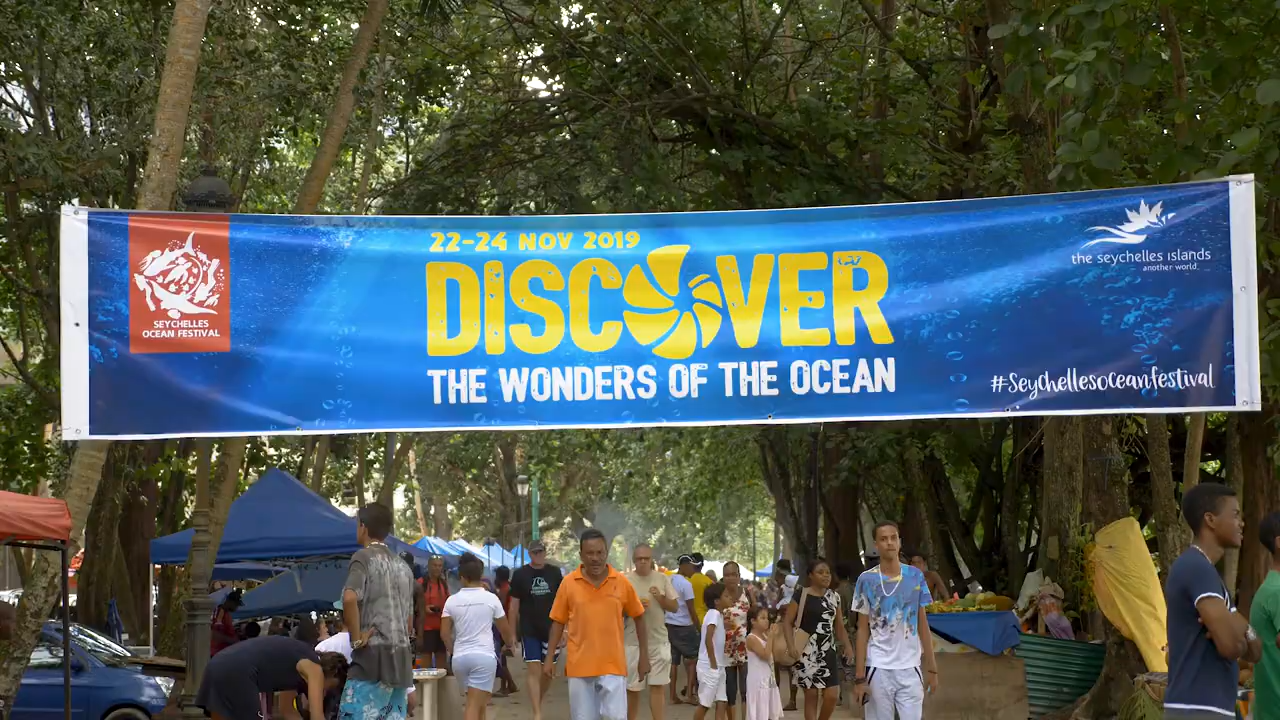 22-24 NOV 2019
DISCOVER
THE WONDERS OF THE OCEAN
SEYCHELLES
OCEAN FESTIVAL
the seychelles islands
another world.
#Seychellesoceanfestival